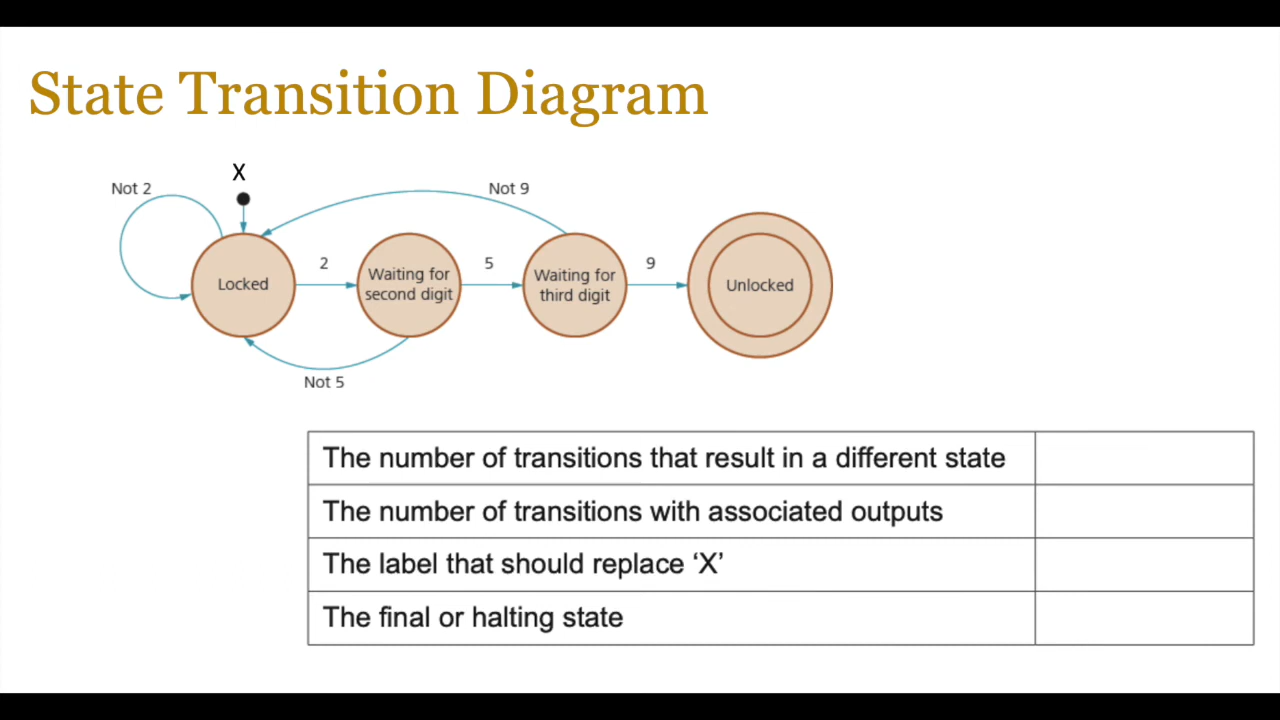 State Transition Diagram
X
Not 2
Not 9
2
5
9
Locked
Waiting for
second digit
Waiting for
third digit
Unlocked
Not 5
The number of transitions that result in a different state
The number of transitions with associated outputs
The label that should replace ‘X’
The final or halting state